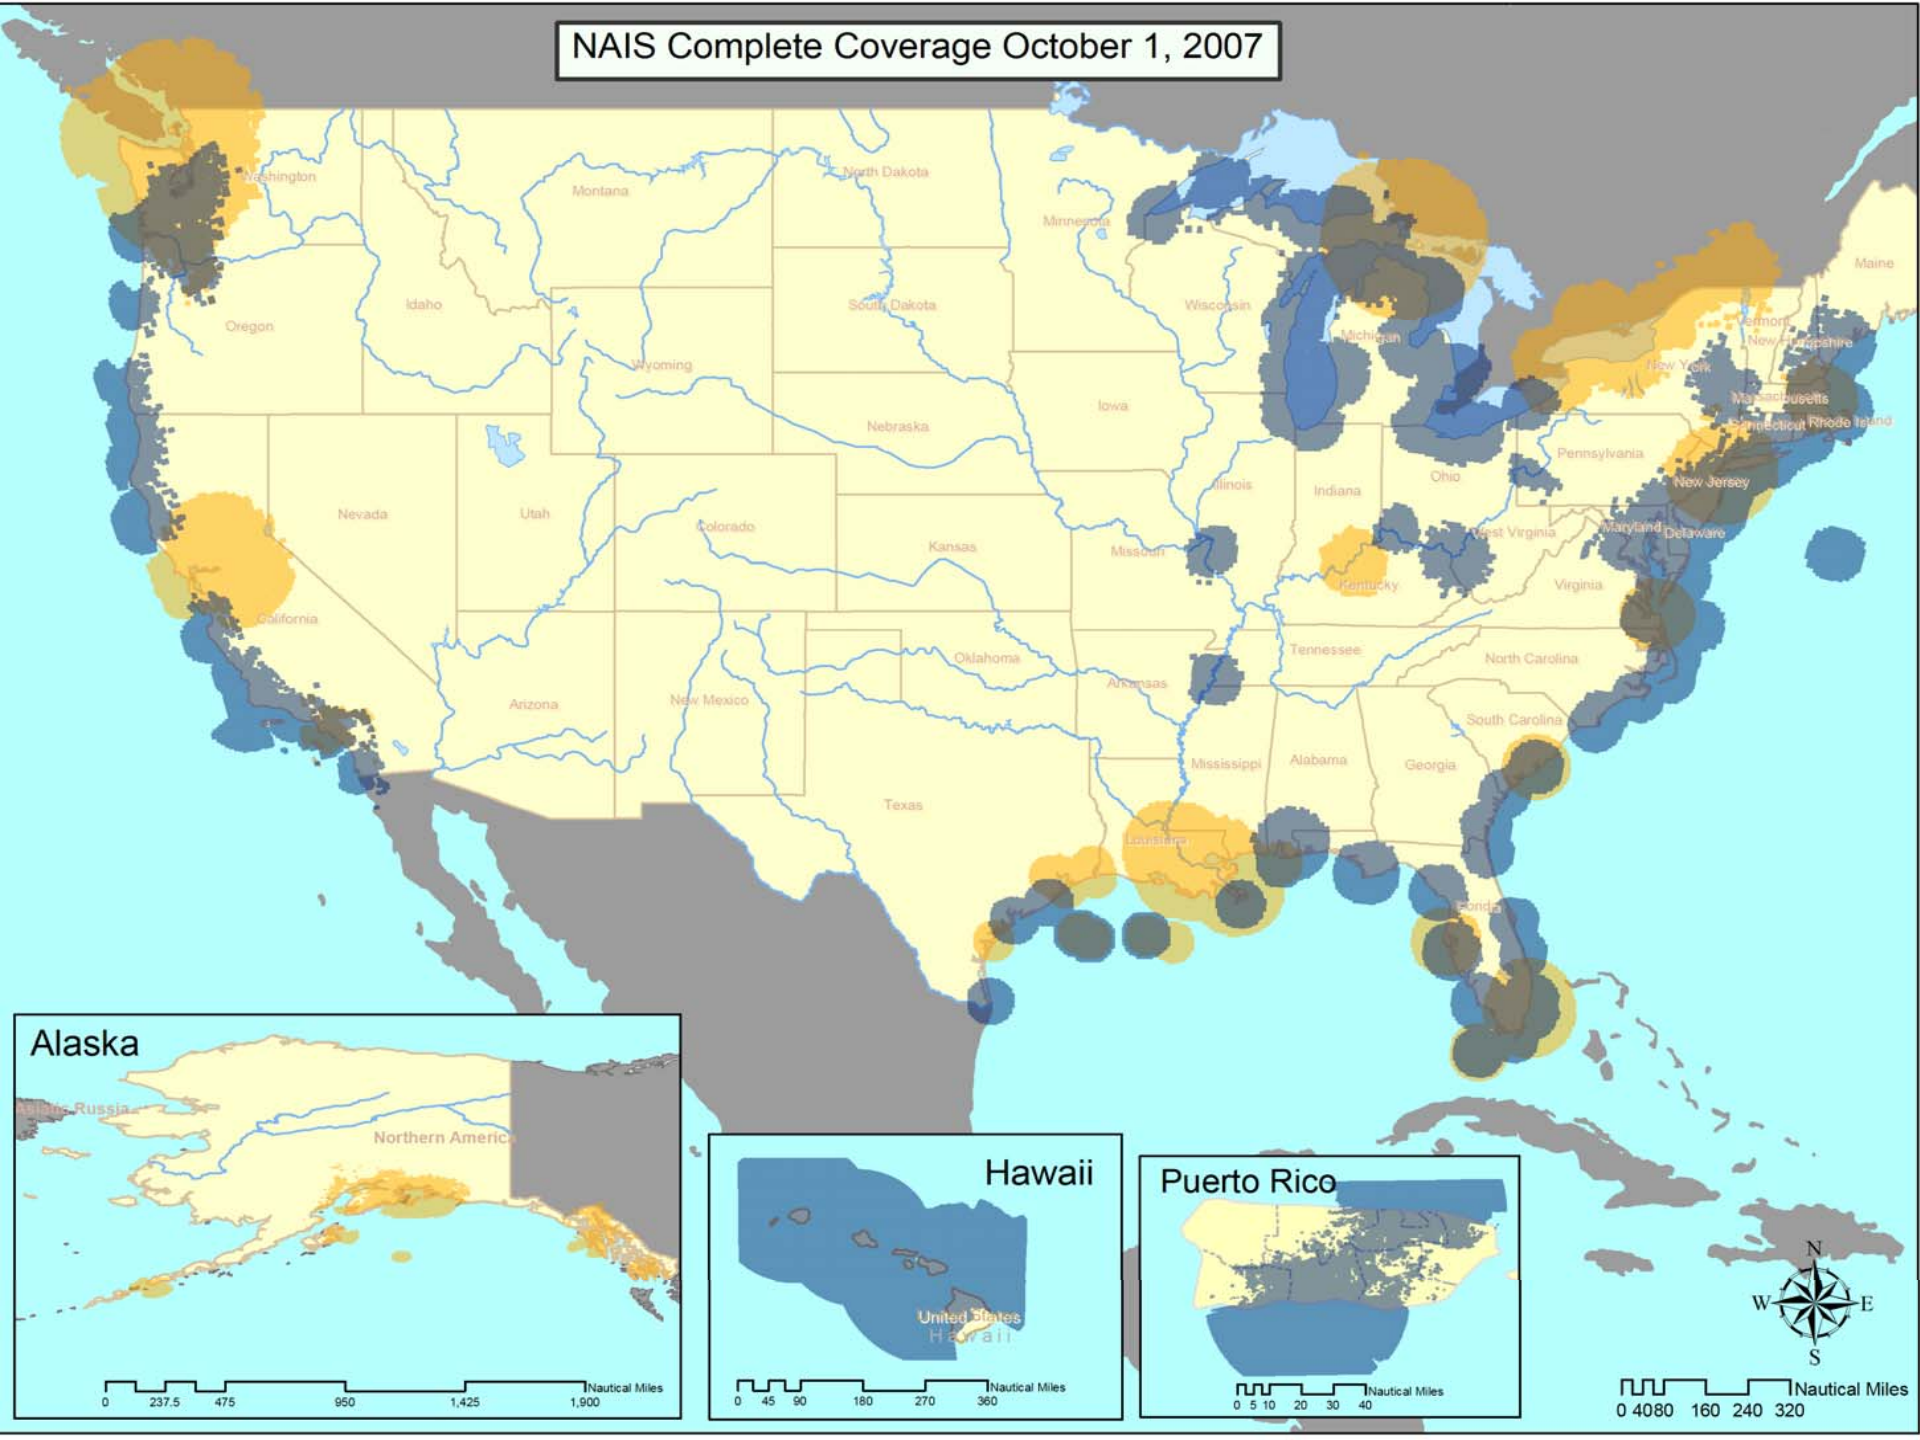 NAIS Complete Coverage October 1, 2007
Washington
Montana
North Dakota
Minnesota
Maine
Idaho
South Dakota
Wisconsin
Oregon
Michigan
Vermont
New Hampshire
Wyoming
New York
Iowa
Massachusetts
Nebraska
Connecticut Rhode Island
Pennsylvania
Illinois
Indiana
Ohio
New Jersey
Nevada
Utah
Colorado
Kansas
Missouri
West Virginia
Maryland
Delaware
Kentucky
Virginia
California
Oklahoma
Tennessee
North Carolina
Arizona
New Mexico
Arkansas
South Carolina
Mississippi
Alabama
Georgia
Texas
Louisiana
Florida
Alaska
Asiatic Russia
Northern America
0 237.5 475 950 1,425 1,900
Nautical Miles
Hawaii
United States
Hawaii
0 45 90 180 270 360
Nautical Miles
Puerto Rico
0 5 10 20 30 40
Nautical Miles
N
W E
S
Nautical Miles
0 4080 160 240 320